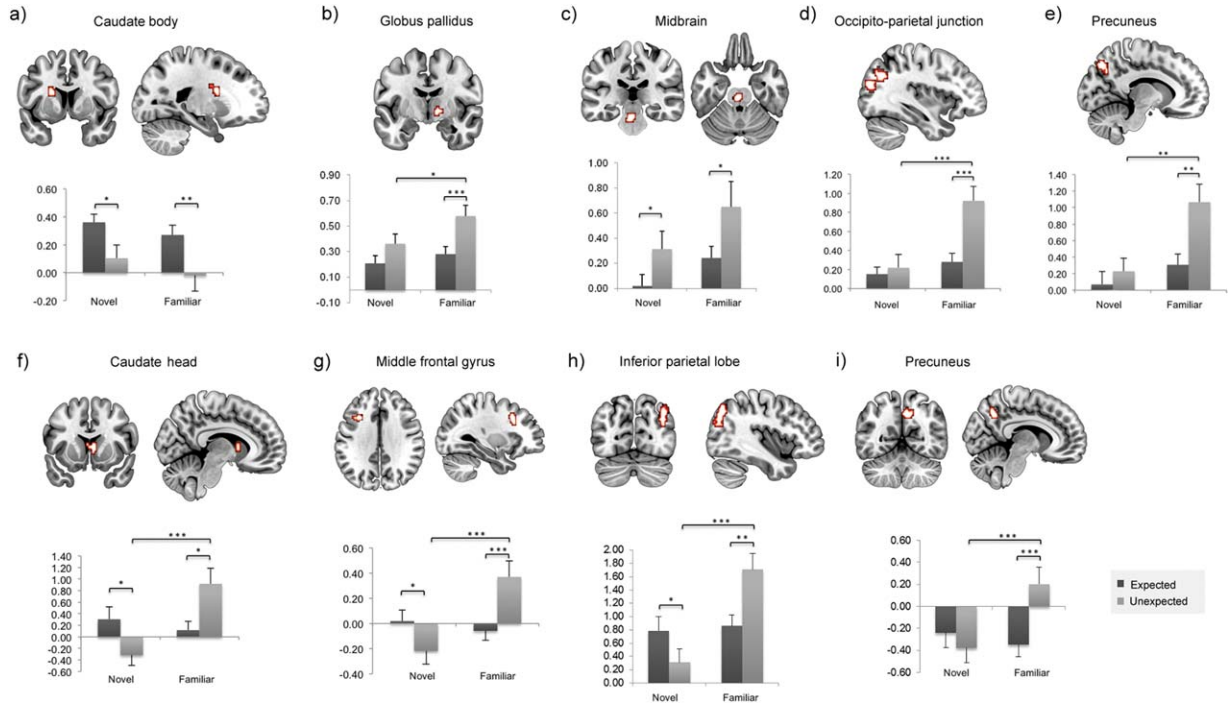 a)
Caudate body
*
**
0.60
0.40
0.20
0.00
-0.20
Novel
Familiar
b)
Globus pallidus
*
***
0.90
0.70
0.50
0.30
0.10
-0.10
Novel
Familiar
c)
Midbrain
*
*
1.00
0.80
0.60
0.40
0.20
0.00
Novel
Familiar
d)
Occipito-parietal junction
***
***
1.20
1.00
0.80
0.60
0.40
0.20
0.00
Novel
Familiar
e)
Precuneus
**
**
1.40
1.20
1.00
0.80
0.60
0.40
0.20
0.00
Novel
Familiar
f)
Caudate head
***
*
*
1.40
1.20
1.00
0.80
0.60
0.40
0.20
0.00
-0.20
-0.40
-0.60
Novel
Familiar
g)
Middle frontal gyrus
***
***
*
0.60
0.40
0.20
0.00
-0.20
-0.40
Novel
Familiar
h)
Inferior parietal lobe
***
**
*
2.00
1.80
1.60
1.40
1.20
1.00
0.80
0.60
0.40
0.20
0.00
Novel
Familiar
i)
Precuneus
***
***
0.60
0.40
0.20
0.00
-0.20
-0.40
-0.60
Novel
Familiar
Expected
Unexpected